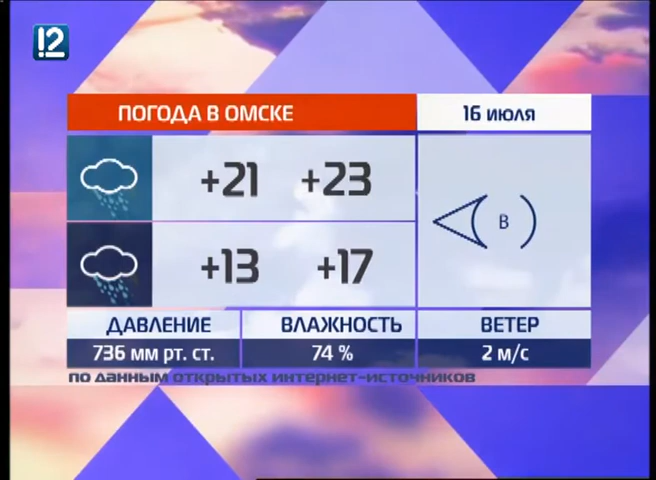 12
ПОГОДА В ОМСКЕ
16 июля
+21 +23
В
+13 +17
ДАВЛЕНИЕ ВЛАЖНОСТЬ ВЕТЕР
736 мм рт. ст. 74 % 2 м/с
по данным открытых интернет-источников